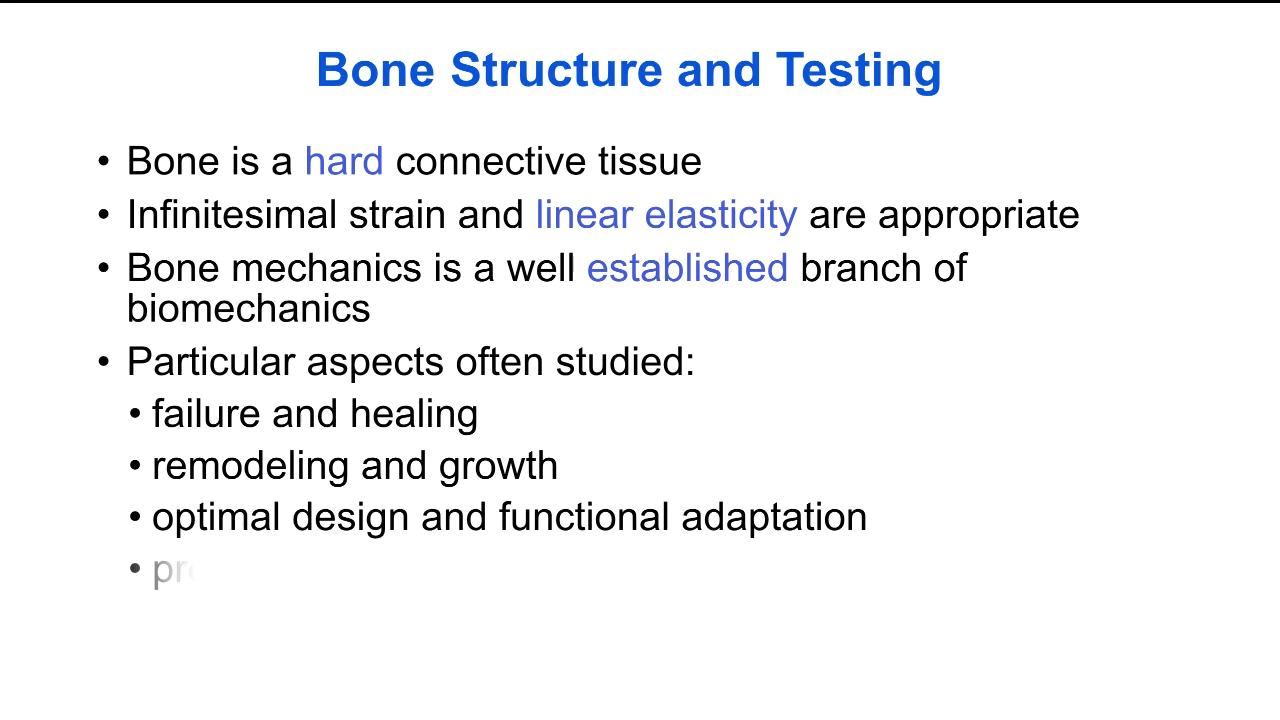 Bone Structure and Testing
• Bone is a hard connective tissue
• Infinitesimal strain and linear elasticity are appropriate
• Bone mechanics is a well established branch of
biomechanics
• Particular aspects often studied:
• failure and healing
• remodeling and growth
• optimal design and functional adaptation